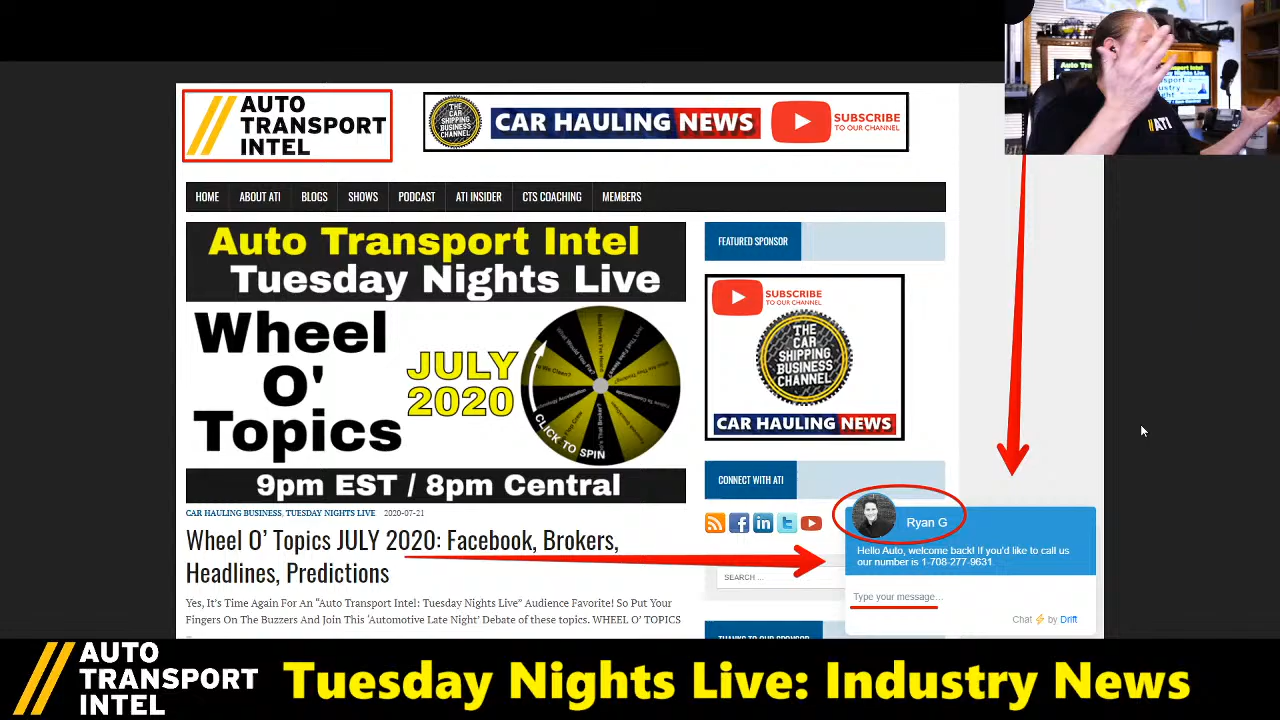 AUTO
TRANSPORT
INTEL
THE
CAR
SHIPPING
BUSINESS
CHANNEL
CAR HAULING NEWS
SUBSCRIBE
TO OUR CHANNEL
HOME
ABOUT ATI
BLOGS
SHOWS
PODCAST
ATI INSIDER
CTS COACHING
MEMBERS
Auto Transport Intel
Tuesday Nights Live
Wheel
O'
Topics
JULY
2020
CLICK TO SPIN
9pm EST / 8pm Central
CAR HAULING BUSINESS, TUESDAY NIGHTS LIVE 2020-07-21
Wheel O’ Topics JULY 2020: Facebook, Brokers,
Headlines, Predictions
Yes, It’s Time Again For An “Auto Transport Intel: Tuesday Nights Live” Audience Favorite! So Put Your
Fingers On The Buzzers And Join This ‘Automotive Late Night’ Debate of these topics. WHEEL O’ TOPICS
FEATURED SPONSOR
SUBSCRIBE
TO OUR CHANNEL
THE
CAR
SHIPPING
BUSINESS
CHANNEL
CAR HAULING NEWS
CONNECT WITH ATI
SEARCH …
Ryan G
Hello Auto, welcome back! If you'd like to call us
our number is 1-708-277-9631
Type your message...
Chat by Drift
ATI
AUTO
TRANSPORT
INTEL
Tuesday Nights Live: Industry News